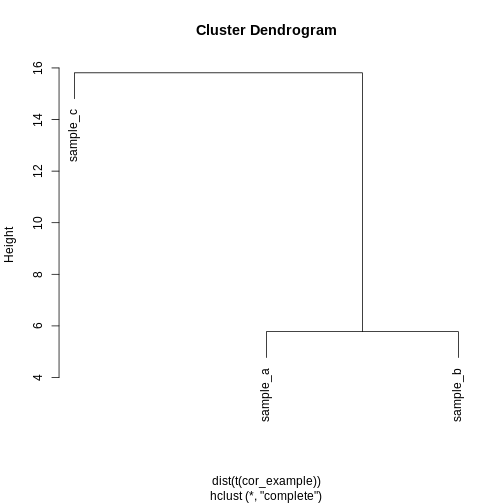 Cluster Dendrogram
Height
16
14
12
10
8
6
4
sample_c
sample_a
sample_b
dist(t(cor_example))
hclust (*, "complete")